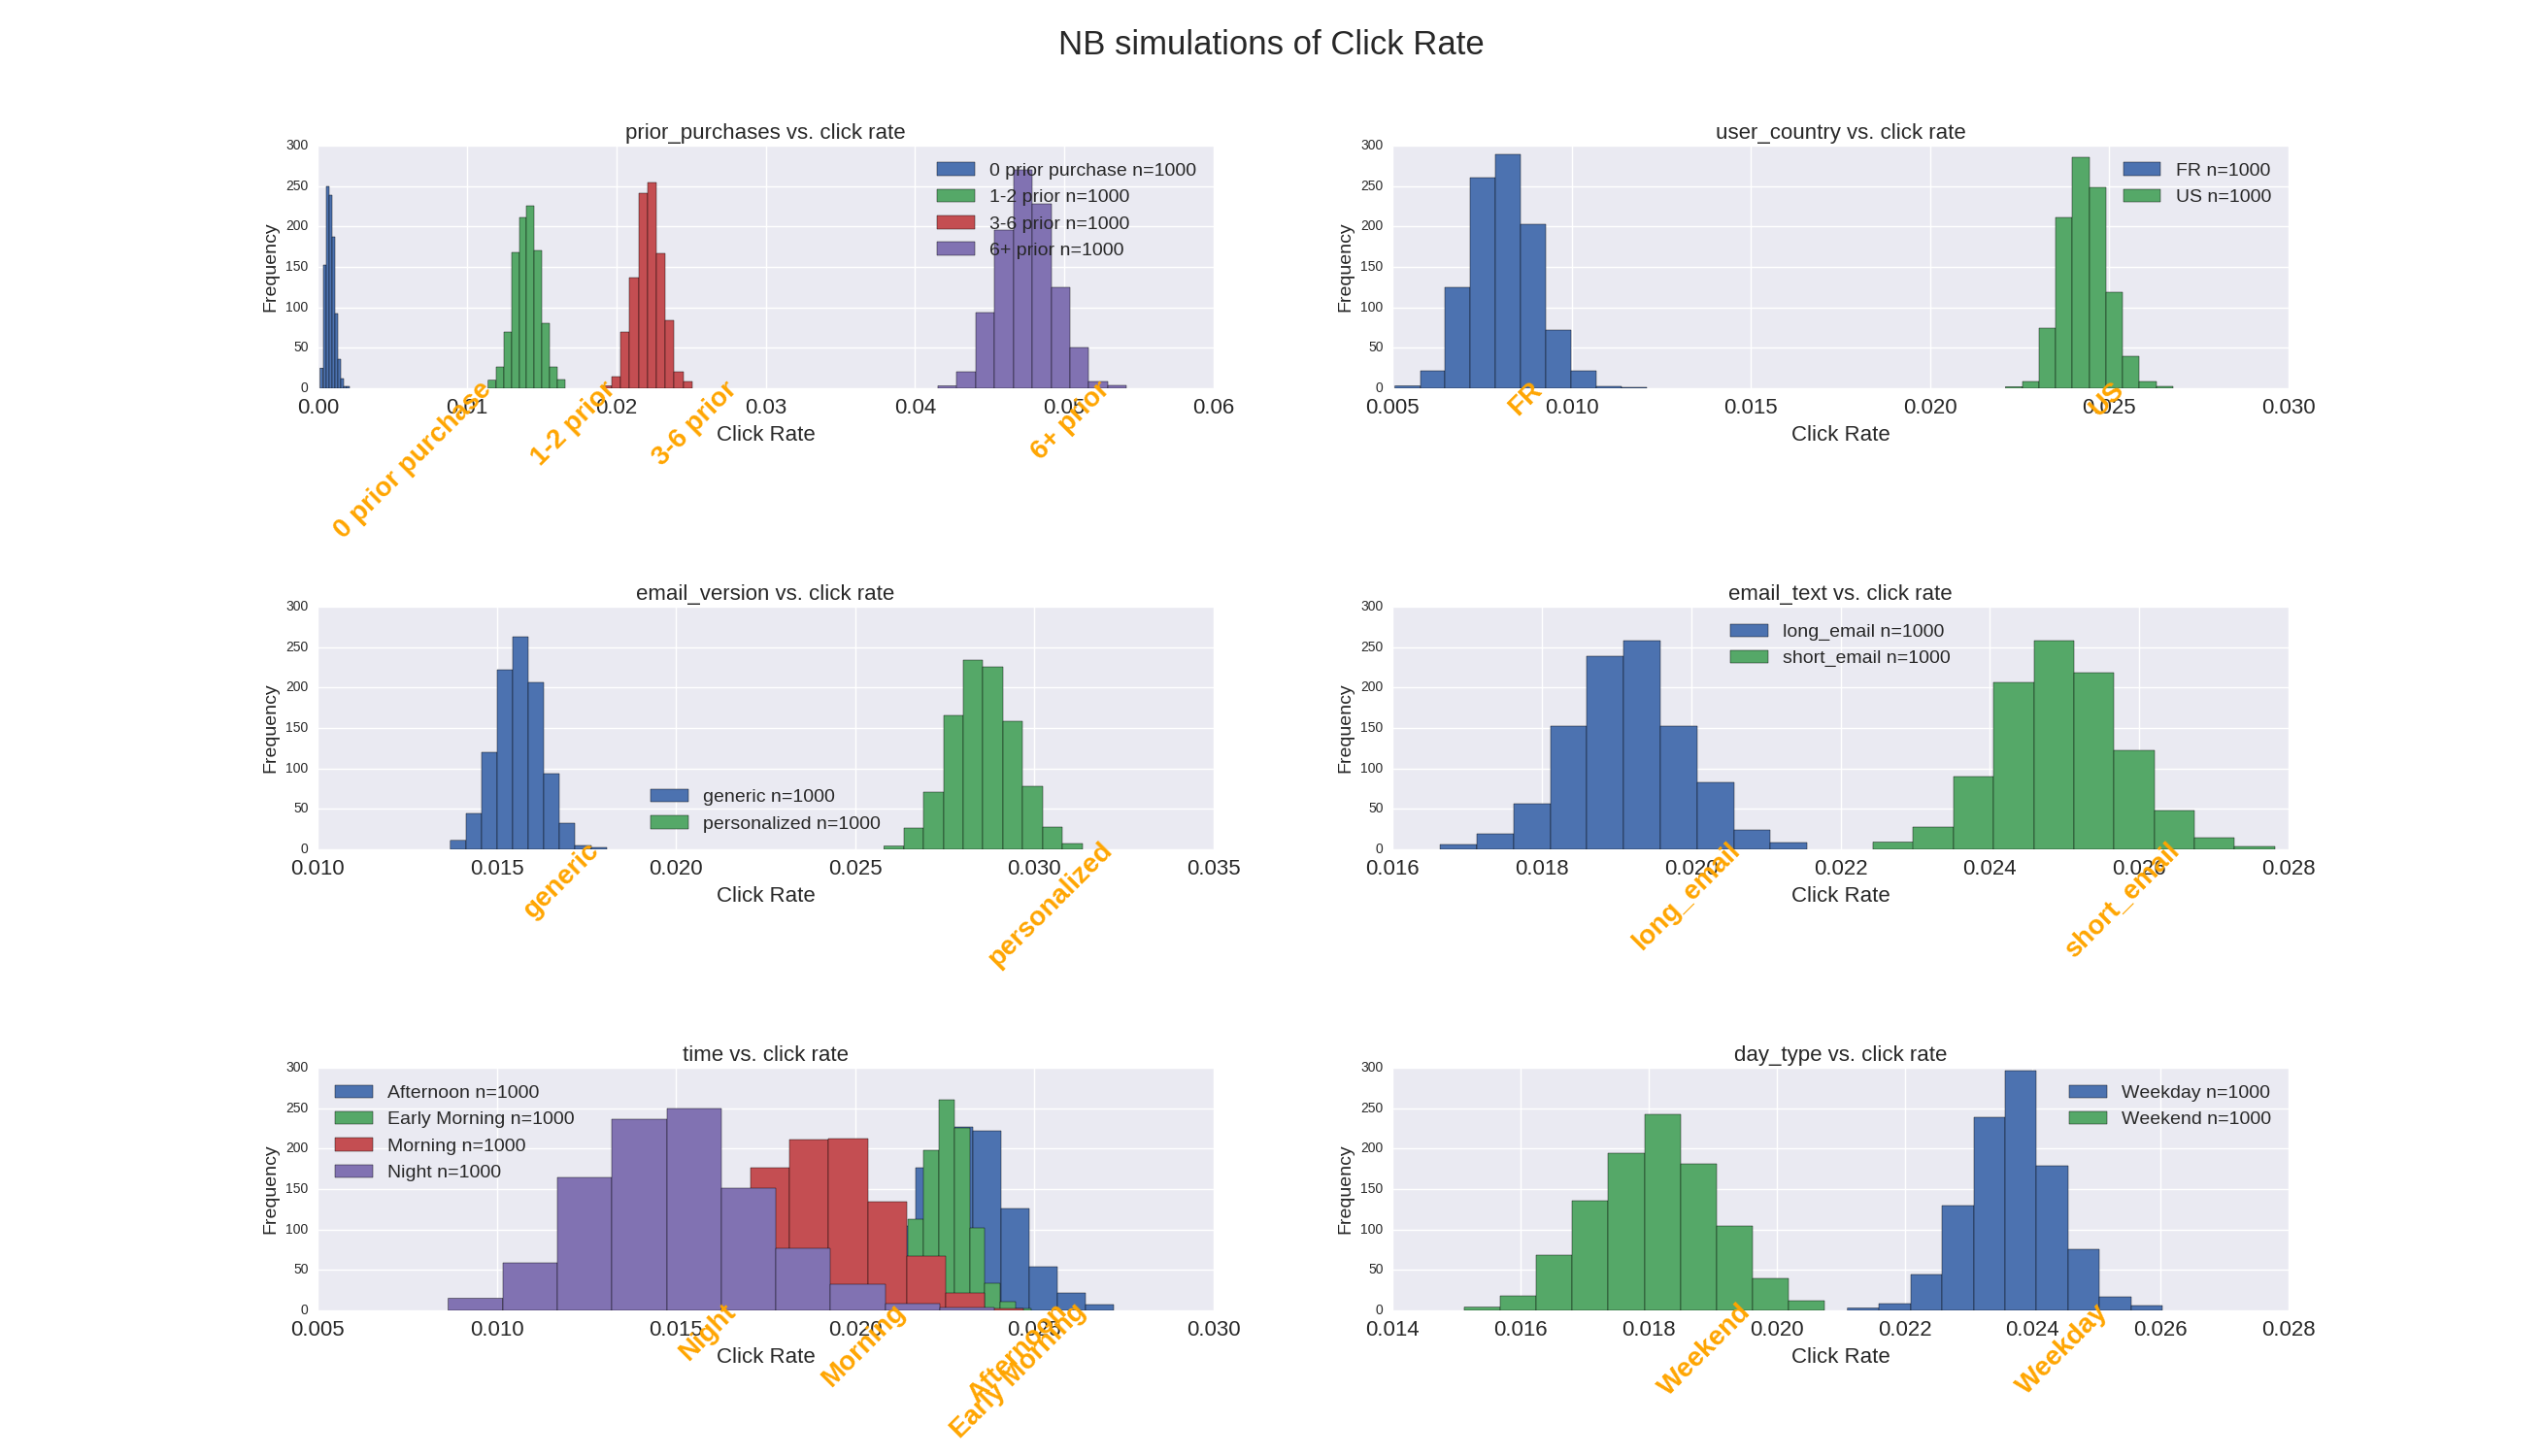 NB simulations of Click Rate
prior_purchases vs. click rate
300
250
200
150
100
50
0
Frequency
0 prior purchase n=1000
1-2 prior n=1000
3-6 prior n=1000
6+ prior n=1000
0.00 0.01 0.02 0.03 0.04 0.05 0.06
0 prior purchase
1-2 prior
3-6 prior
6+ prior
Click Rate
user_country vs. click rate
300
250
200
150
100
50
0
Frequency
FR n=1000
US n=1000
0.005 0.010 0.015 0.020 0.025 0.030
FR
US
Click Rate
email_version vs. click rate
300
250
200
150
100
50
0
Frequency
generic n=1000
personalized n=1000
0.010 0.015 0.020 0.025 0.030 0.035
generic
personalized
Click Rate
email_text vs. click rate
300
250
200
150
100
50
0
Frequency
long_email n=1000
short_email n=1000
0.016 0.018 0.020 0.022 0.024 0.026 0.028
long_email
short_email
Click Rate
time vs. click rate
300
250
200
150
100
50
0
Frequency
Afternoon n=1000
Early Morning n=1000
Morning n=1000
Night n=1000
0.005 0.010 0.015 0.020 0.025 0.030
Night
Morning
Afternoon
Early Morning
Click Rate
day_type vs. click rate
300
250
200
150
100
50
0
Frequency
Weekday n=1000
Weekend n=1000
0.014 0.016 0.018 0.020 0.022 0.024 0.026 0.028
Weekend
Weekday
Click Rate